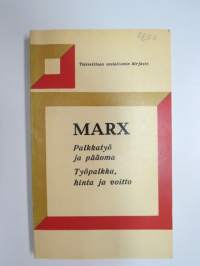 Tieteellisen sosialismin kirjasto
MARX
Palkkatyö
ja pääoma
Työpalkka,
hinta ja voitto